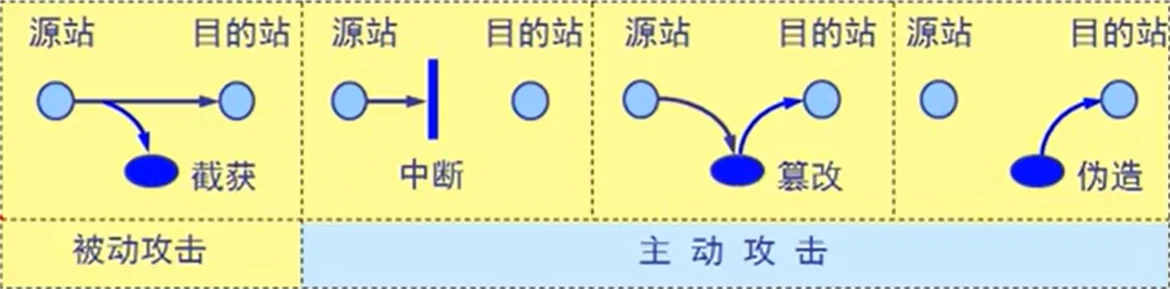 源站 目的站 源站 目的站 源站 目的站 源站 目的站
截获 中断 篡改 伪造
被动攻击 主动攻击